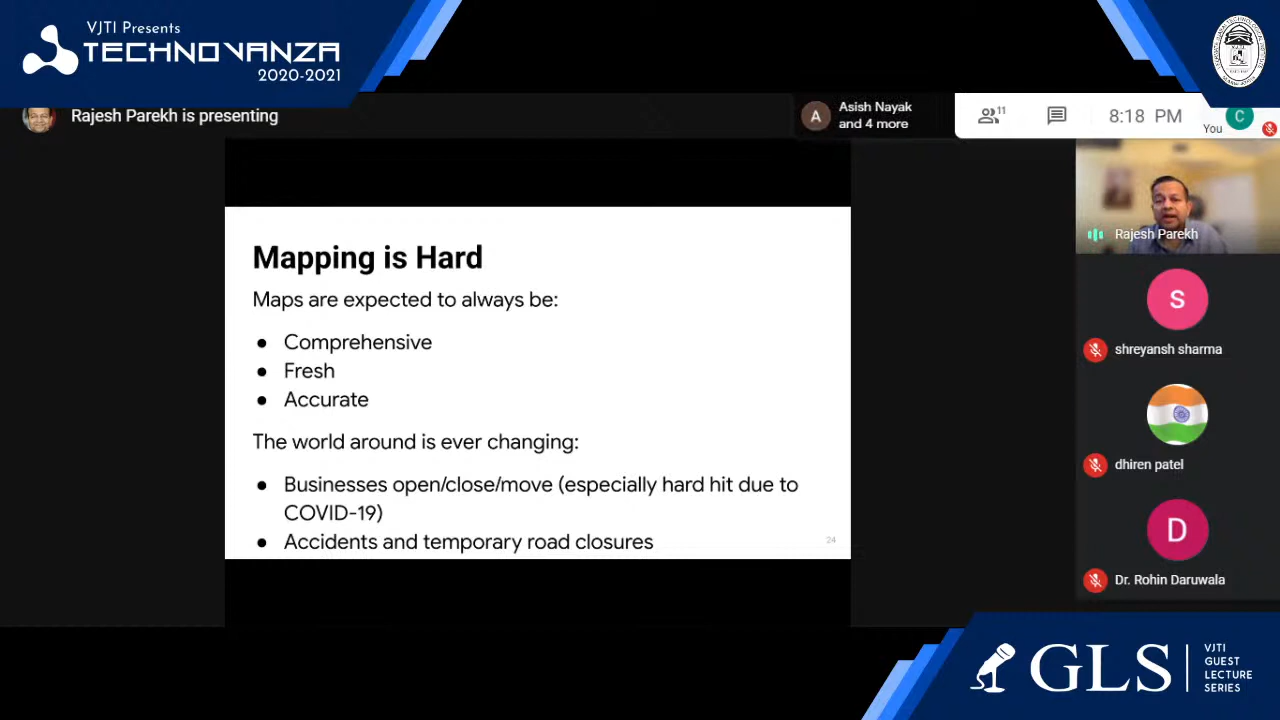 VJTI Presents
TECHNOVANZA
2020-2021
Rajesh Parekh is presenting
A
Asish Nayak
and 4 more
11
8:18 PM
You
C
Rajesh Parekh
S
shreyansh sharma
dhiren patel
D
Dr. Rohin Daruwala
Mapping is Hard
Maps are expected to always be:
● Comprehensive
● Fresh
● Accurate
The world around is ever changing:
● Businesses open/close/move (especially hard hit due to
COVID-19)
● Accidents and temporary road closures
24
GLS
VJTI
GUEST
LECTURE
SERIES